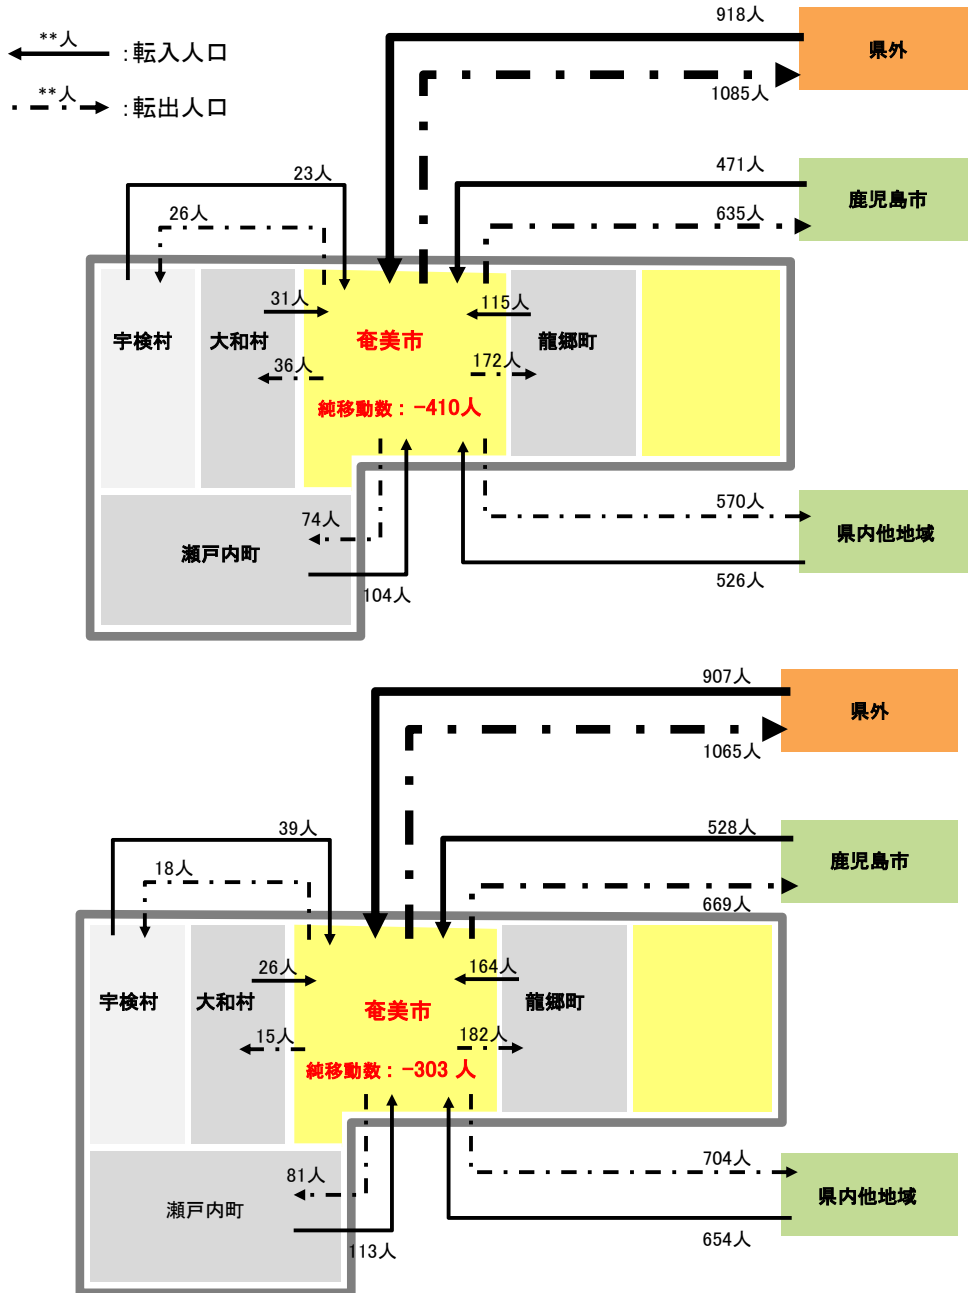 **人
:転入人口
**人
:転出人口
918人
県外
1085人
23人
471人
鹿児島市
26人
635人
31人
115人
宇検村
大和村
奄美市
龍郷町
36人
172人
純移動数:-410人
74人
570人
瀬戸内町
県内他地域
104人
526人
907人
県外
1065人
39人
528人
18人
鹿児島市
669人
26人
164人
宇検村
大和村
奄美市
龍郷町
15人
182人
純移動数:-303 人
81人
704人
瀬戸内町
県内他地域
113人
654人